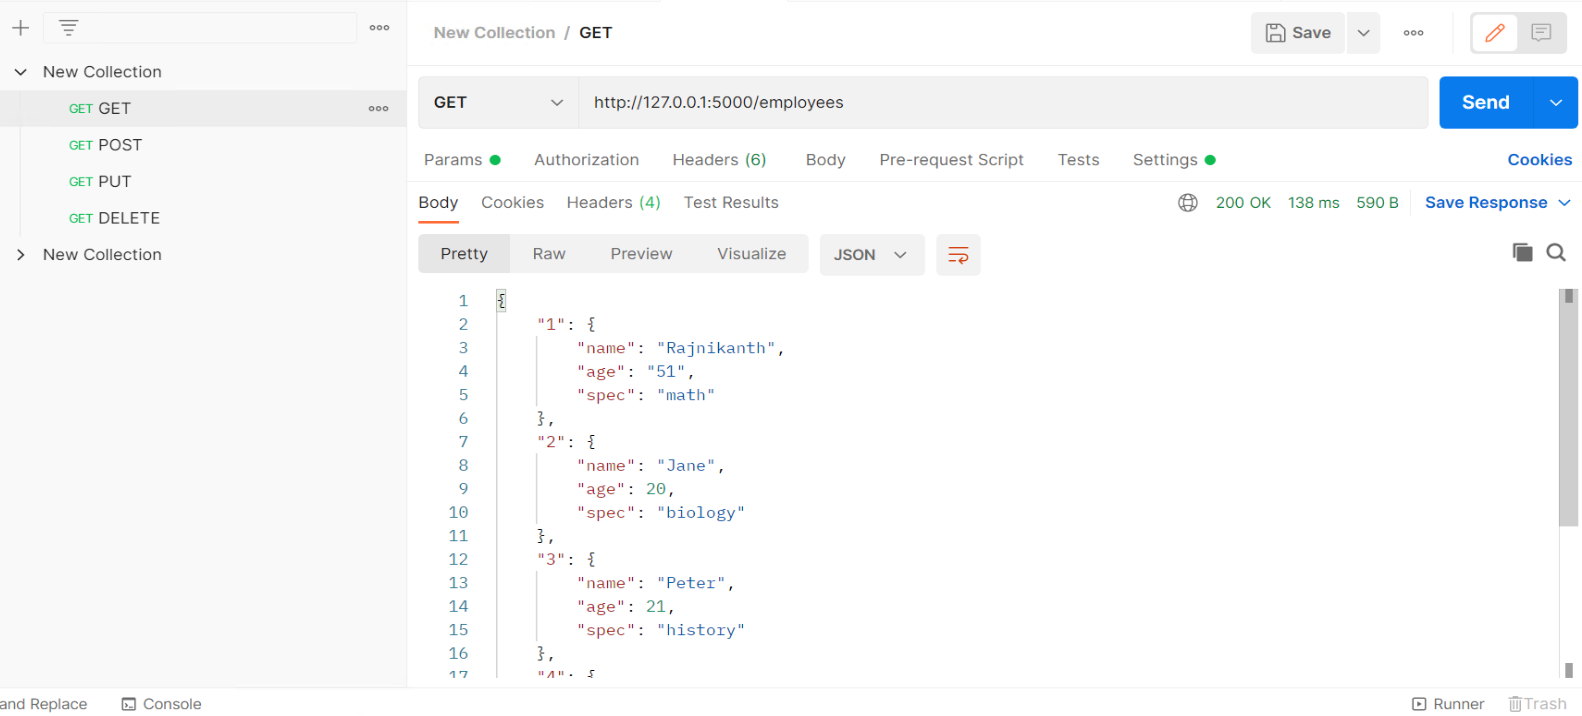 New Collection / GET
Save
New Collection
GET GET
GET POST
GET PUT
GET DELETE
New Collection
GET http://127.0.0.1:5000/employees Send
Params Authorization Headers (6) Body Pre-request Script Tests Settings Cookies
Body Cookies Headers (4) Test Results 200 OK 138 ms 590 B Save Response
Pretty Raw Preview Visualize JSON
1 {
2 "1": {
3 "name": "Rajnikanth",
4 "age": "51",
5 "spec": "math"
6 },
7 "2": {
8 "name": "Jane",
9 "age": 20,
10 "spec": "biology"
11 },
12 "3": {
13 "name": "Peter",
14 "age": 21,
15 "spec": "history"
16 },
17 "4": {
and Replace Console Runner Trash